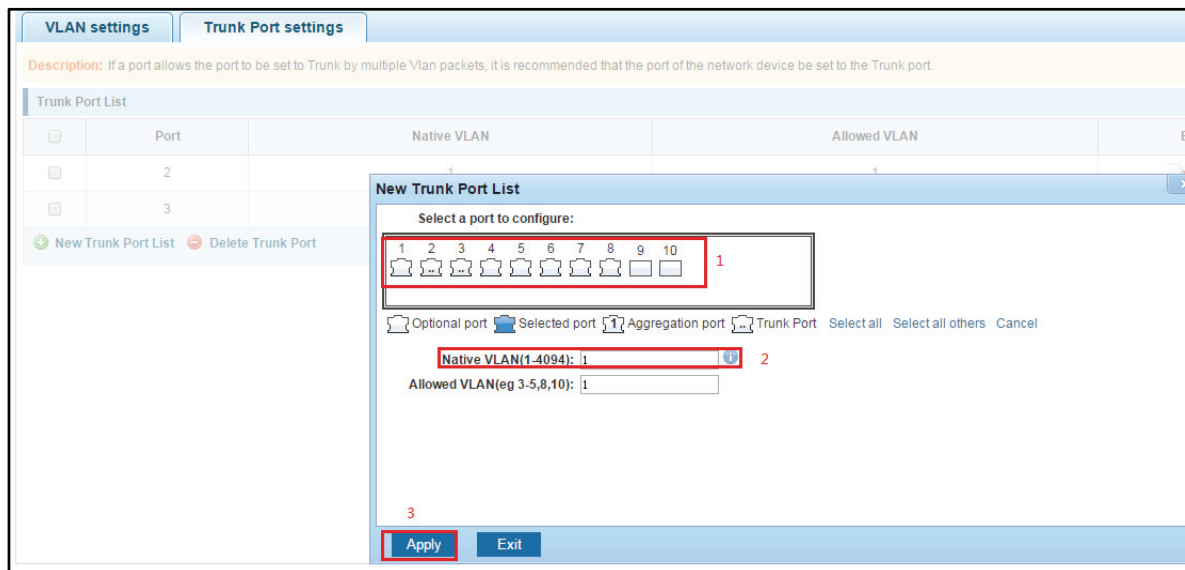 VLAN settings Trunk Port settings
Description: If a port allows the port to be set to Trunk by multiple Vlan packets, it is recommended that the port of the network device be set to the Trunk port.
Trunk Port List
Port Native VLAN Allowed VLAN E
2 1 1
3
New Trunk Port List Delete Trunk Port
New Trunk Port List
Select a port to configure:
1 2 3 4 5 6 7 8 9 10
1
Optional port Selected port 1 Aggregation port Trunk Port Select all Select all others Cancel
Native VLAN(1-4094): 1 2
Allowed VLAN(eg 3-5,8,10): 1
3
Apply Exit